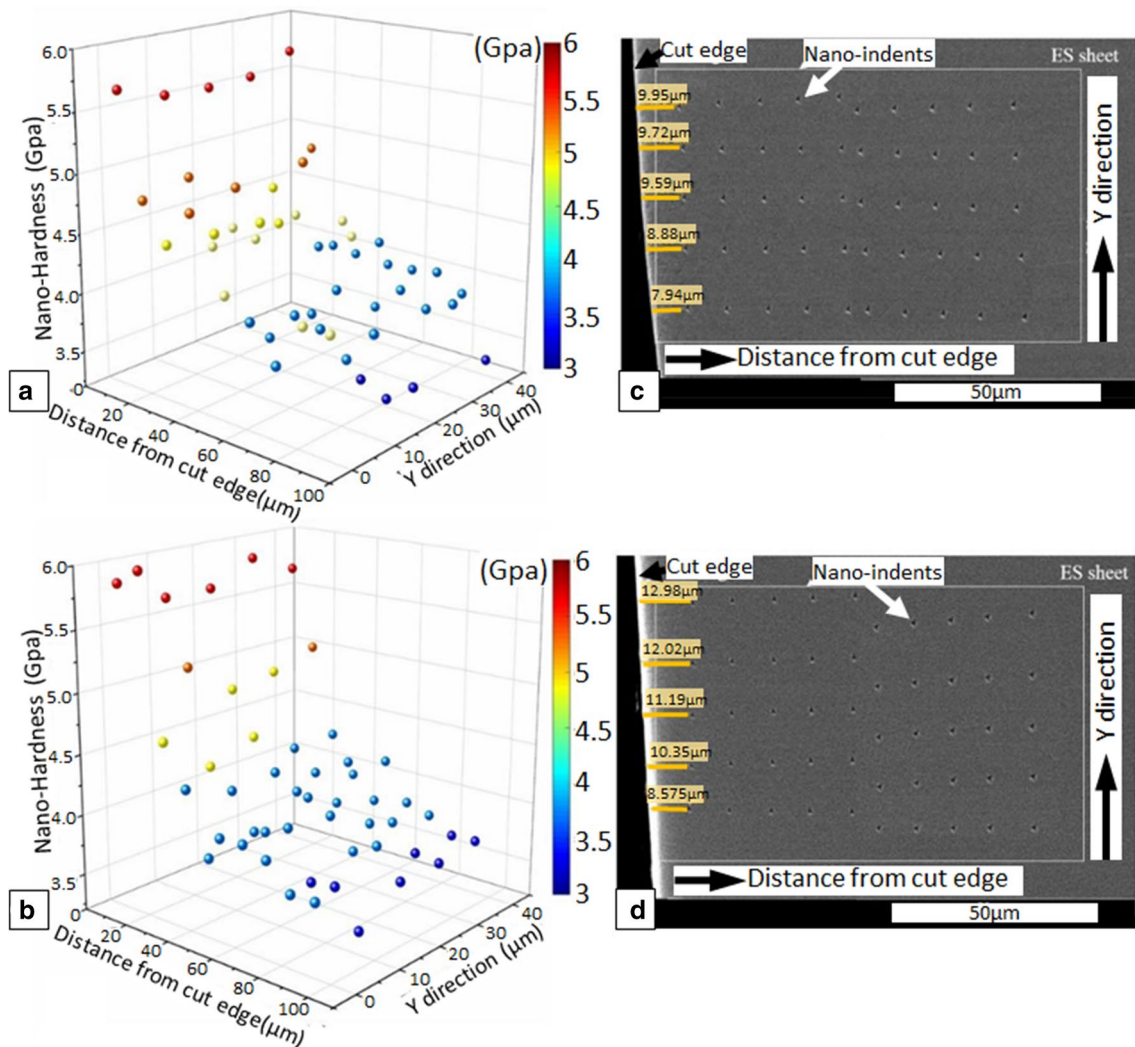 a
(Gpa)
Nano-Hardness (Gpa)
6.0
5.5
5.0
4.5
4.0
3.5
0
20
40
60
80
100
Distance from cut edge(μm)
0
10
20
30
40
Y direction (μm)
6
5.5
5
4.5
4
3.5
3
c
Cut edge
Nano-indents
ES sheet
9.95μm
9.72μm
9.59μm
8.88μm
7.94μm
Y direction
Distance from cut edge
50μm
b
(Gpa)
Nano-Hardness (Gpa)
6.0
5.5
5.0
4.5
4.0
3.5
0
20
40
60
80
100
Distance from cut edge(μm)
0
10
20
30
40
Y direction (μm)
6
5.5
5
4.5
4
3.5
3
d
Cut edge
Nano-indents
ES sheet
12.98μm
12.02μm
11.19μm
10.35μm
8.575μm
Y direction
Distance from cut edge
50μm